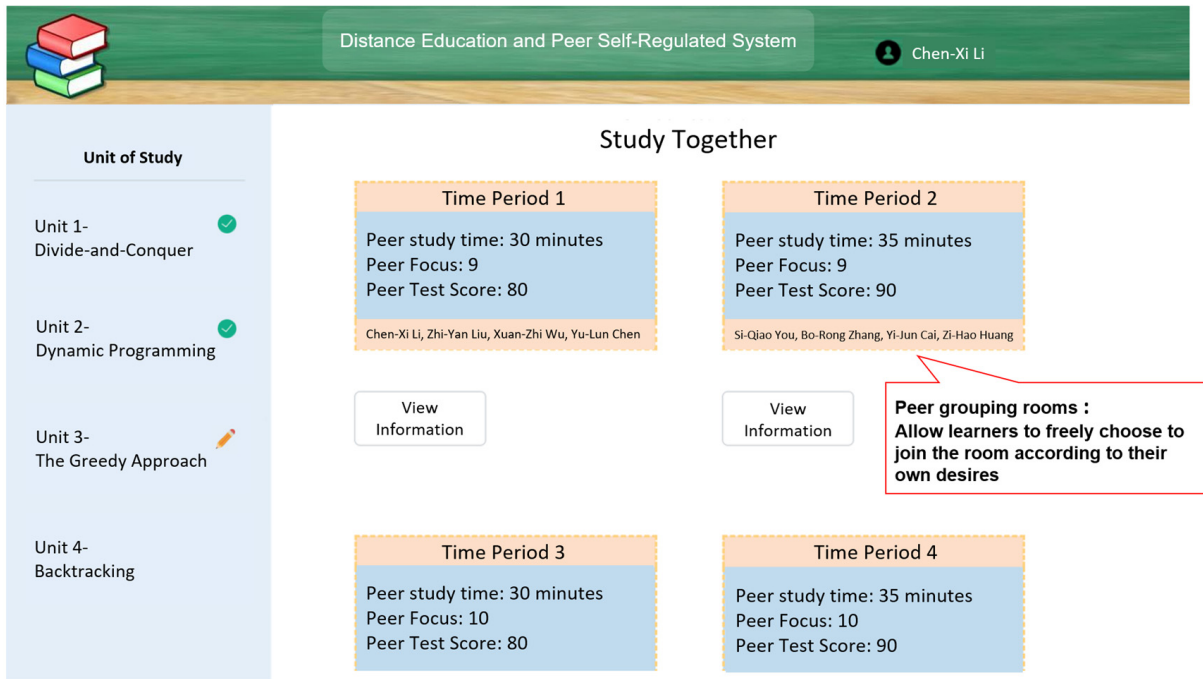 Distance Education and Peer Self-Regulated System
Chen-Xi Li
Unit of Study
Unit 1-
Divide-and-Conquer
Unit 2-
Dynamic Programming
Unit 3-
The Greedy Approach
Unit 4-
Backtracking
Study Together
Time Period 1
Peer study time: 30 minutes
Peer Focus: 9
Peer Test Score: 80
Chen-Xi Li, Zhi-Yan Liu, Xuan-Zhi Wu, Yu-Lun Chen
View
Information
Time Period 2
Peer study time: 35 minutes
Peer Focus: 9
Peer Test Score: 90
Si-Qiao You, Bo-Rong Zhang, Yi-Jun Cai, Zi-Hao Huang
View
Information
Peer grouping rooms：
Allow learners to freely choose to
join the room according to their
own desires
Time Period 3
Peer study time: 30 minutes
Peer Focus: 10
Peer Test Score: 80
Time Period 4
Peer study time: 35 minutes
Peer Focus: 10
Peer Test Score: 90